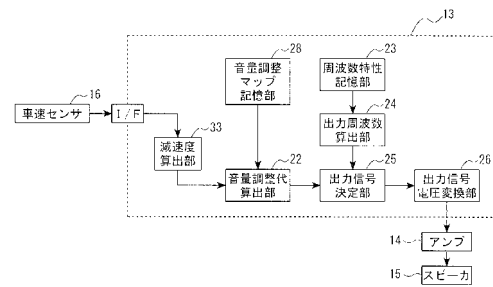 13
28
音量調整
マップ
記憶部
23
周波数特性
記憶部
16
車速センサ
I/F
33
減速度
算出部
24
出力周波数
算出部
22
音量調整代
算出部
25
出力信号
決定部
26
出力信号
電圧変換部
14
アンプ
15
スピーカ